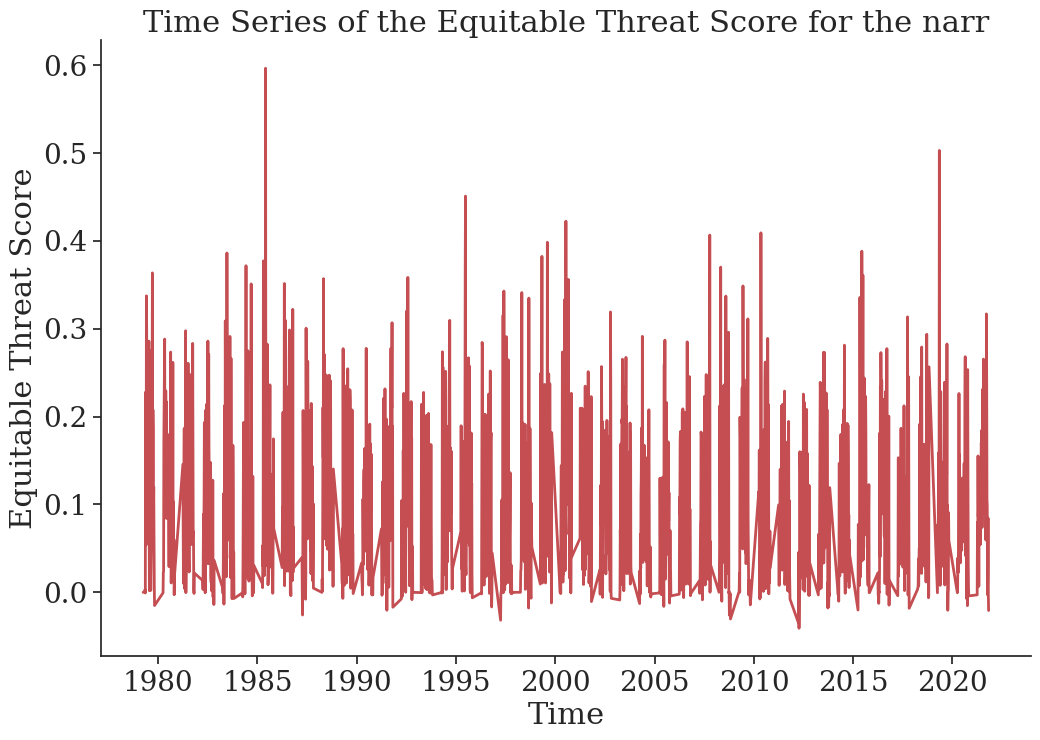 Time Series of the Equitable Threat Score for the narr
Equitable Threat Score
0.6
0.5
0.4
0.3
0.2
0.1
0.0
1980 1985 1990 1995 2000 2005 2010 2015 2020
Time